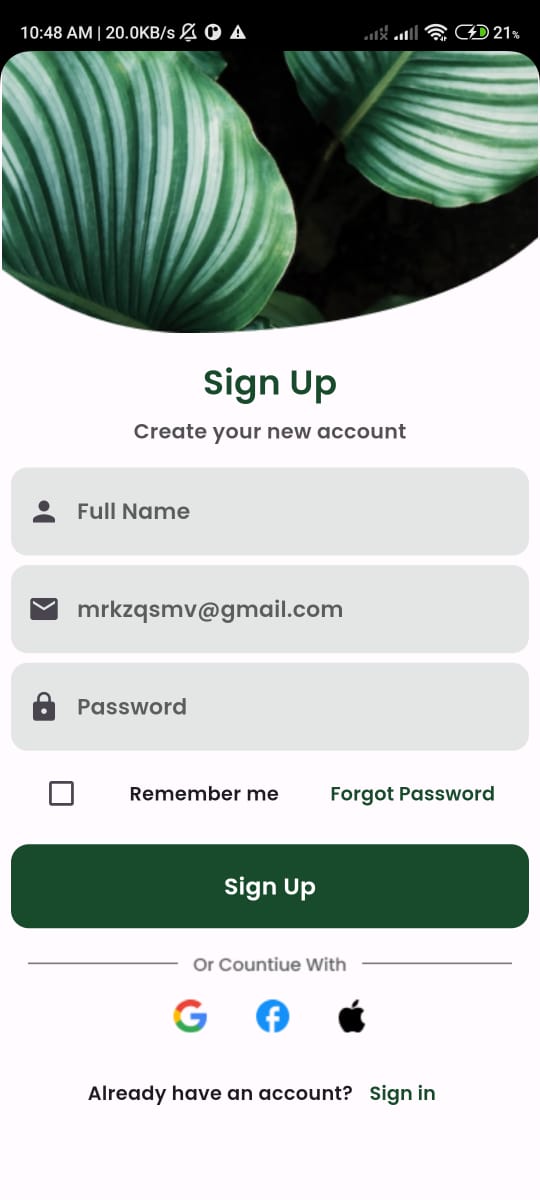 10:48 AM | 20.0KB/s 21%
Sign Up
Create your new account
Full Name
mrkzqsmv@gmail.com
Password
Remember me Forgot Password
Sign Up
Or Countiue With
Already have an account? Sign in